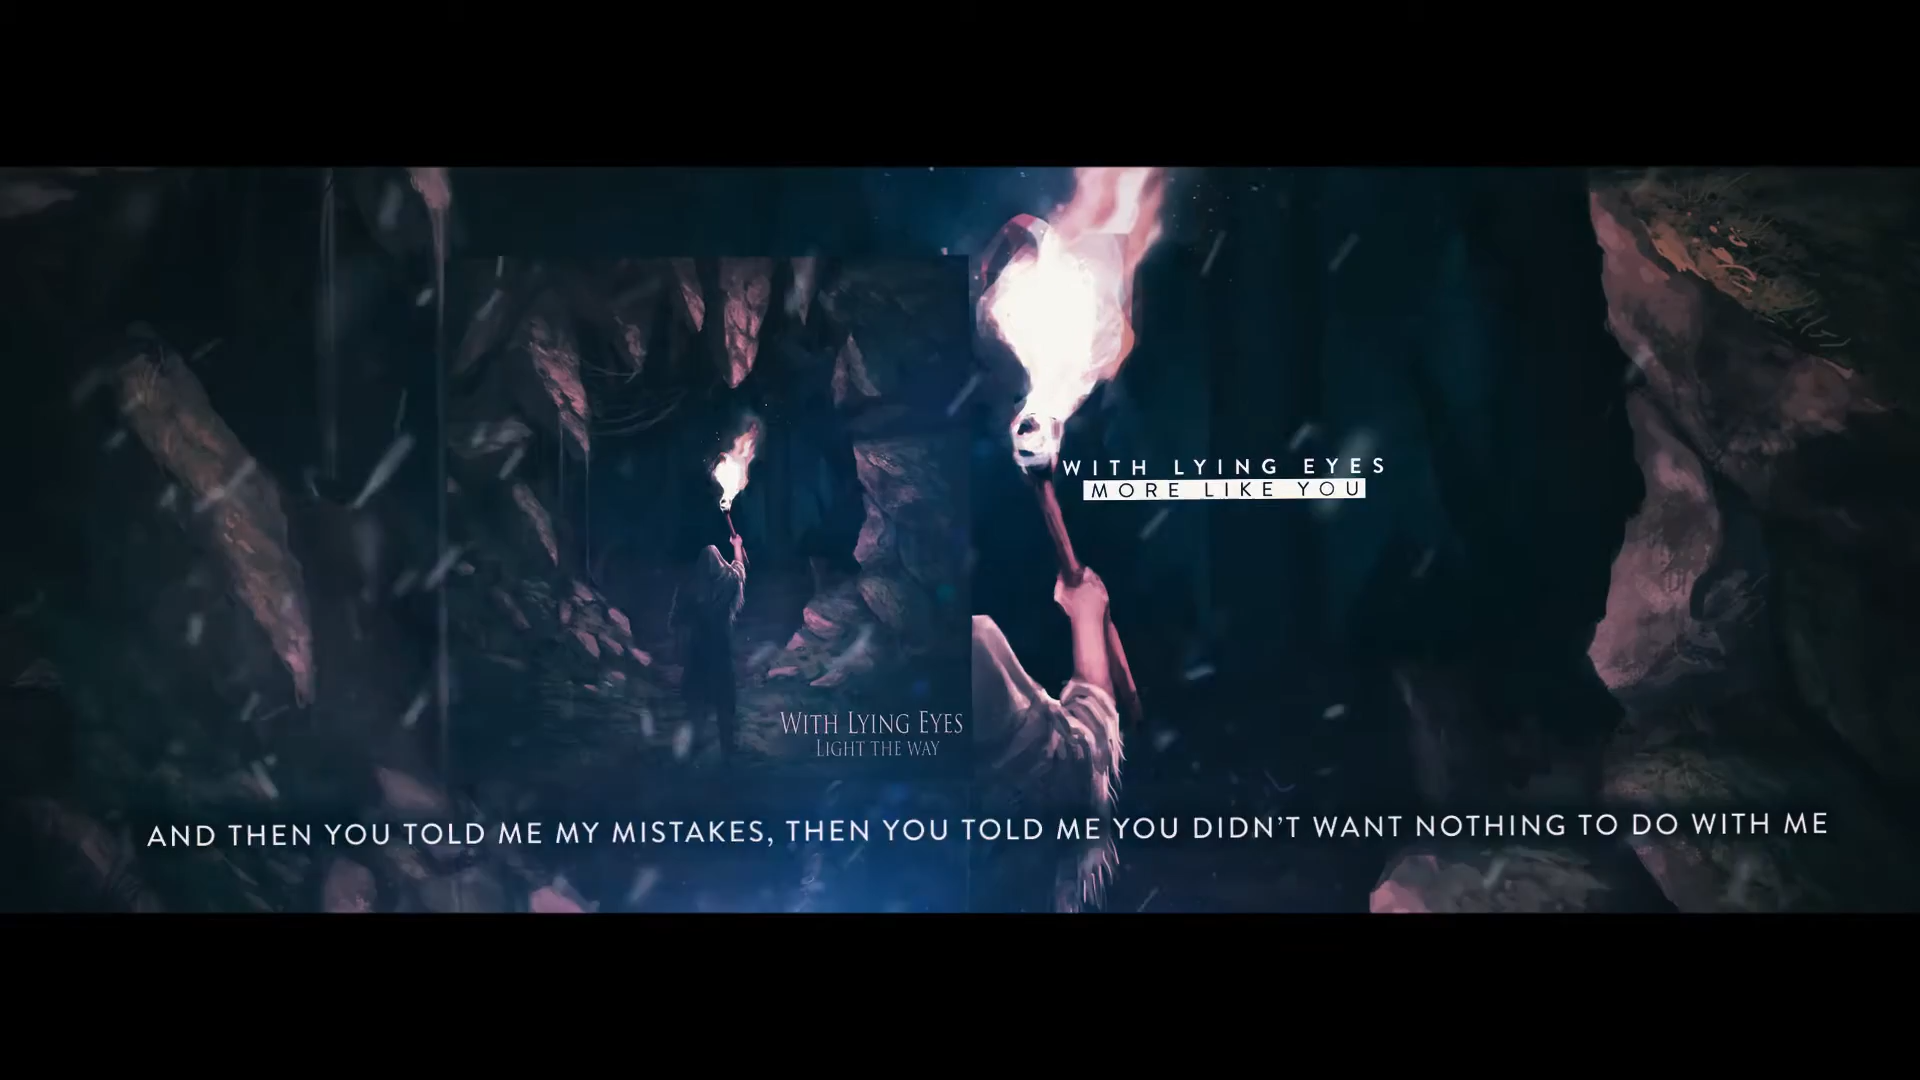 WITH LYING EYES
MORE LIKE YOU
WITH LYING EYES
LIGHT THE WAY
AND THEN YOU TOLD ME MY MISTAKES, THEN YOU TOLD ME YOU DIDN'T WANT NOTHING TO DO WITH ME